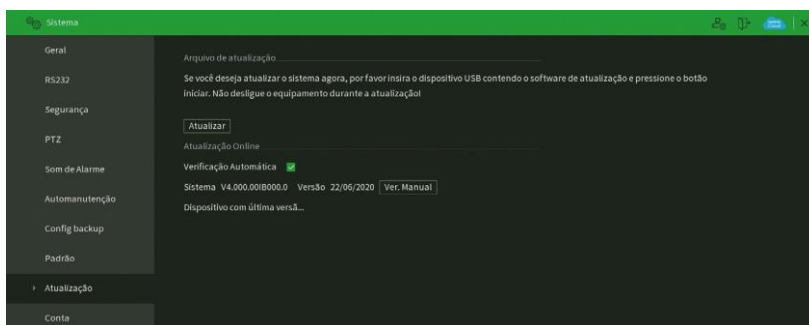 Sistema
Geral
RS232
Segurança
PTZ
Som de Alarme
Automanutenção
Config backup
Padrão
Atualização
Conta
Arquivo de atualização
Se você deseja atualizar o sistema agora, por favor insira o dispositivo USB contendo o software de atualização e pressione o botão
iniciar. Não desligue o equipamento durante a atualização!
Atualizar
Atualização Online
Verificação Automática
Sistema V4.000.00IB000.0 Versão 22/06/2020 Ver. Manual
Dispositivo com última versã...